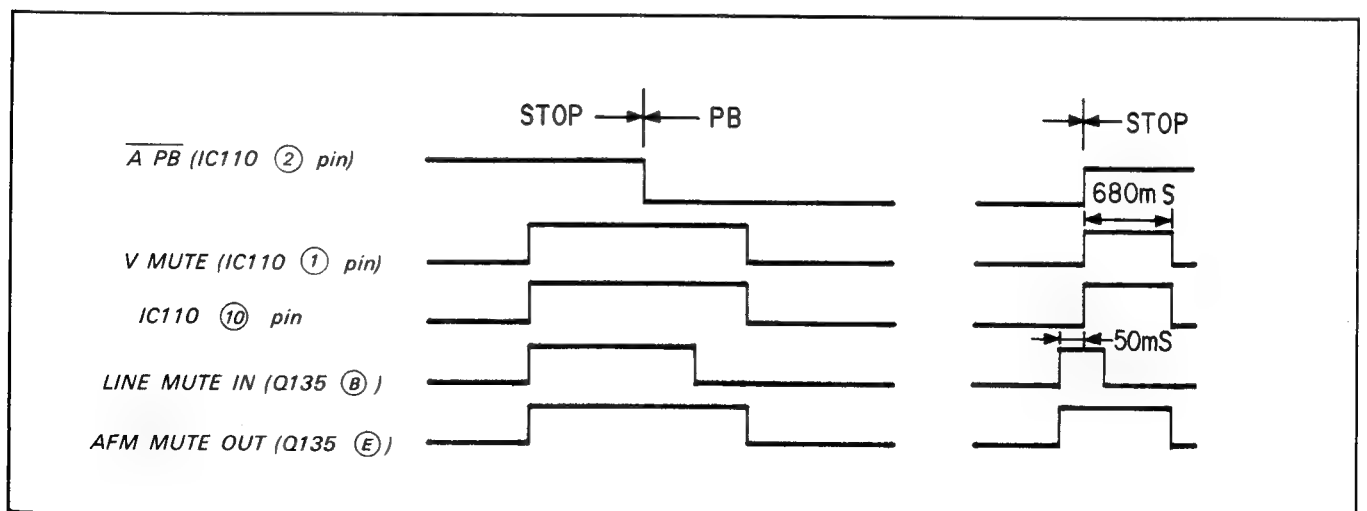 STOP PB
STOP
A PB (IC110 ② pin)
680mS
V MUTE (IC110 ① pin)
IC110 ⑩ pin
50mS
LINE MUTE IN (Q135 Ⓑ)
AFM MUTE OUT (Q135 Ⓔ)